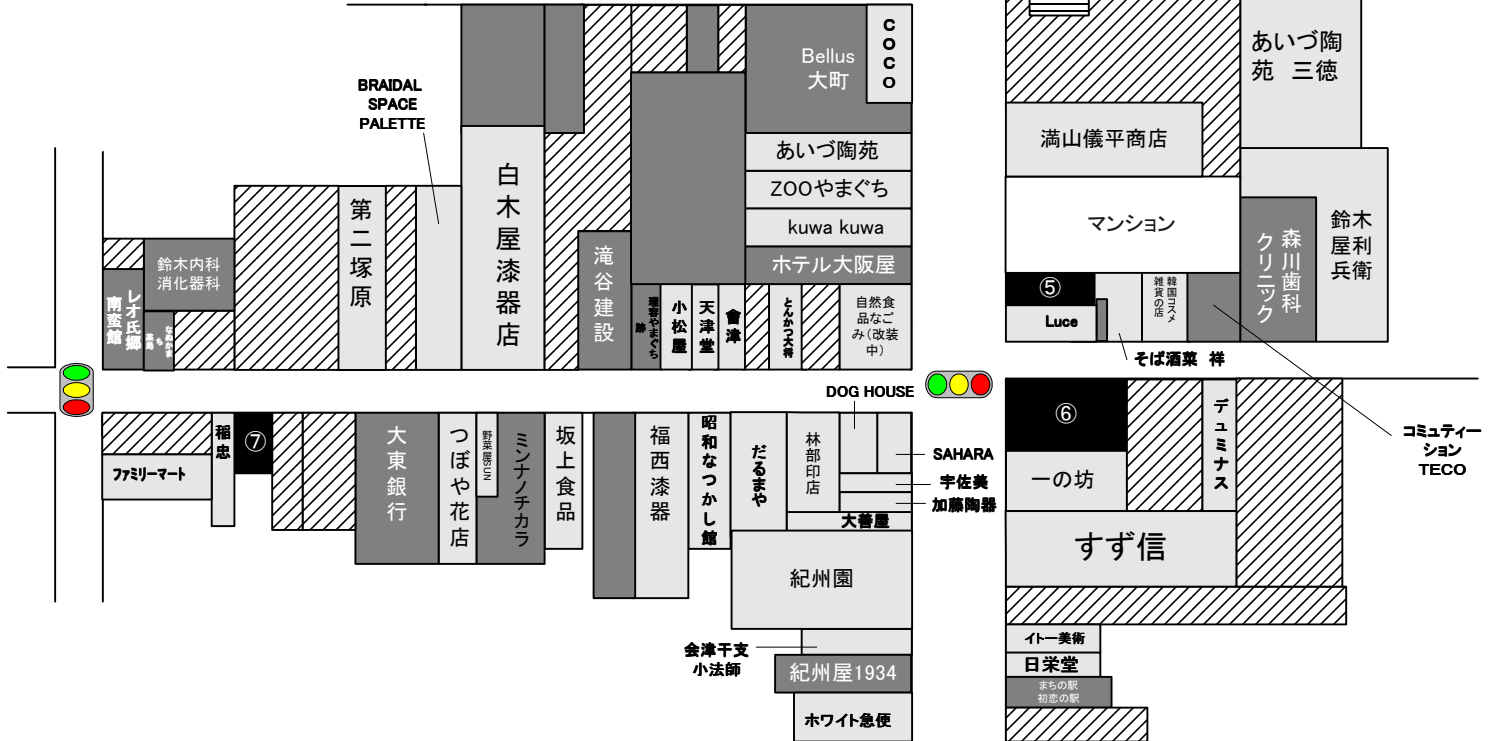 COCO
Bellus
大町
あいづ陶
苑 三徳
BRAIDAL
SPACE
PALETTE
満山儀平商店
あいづ陶苑
ZOOやまぐち
kuwa kuwa
ホテル大阪屋
白木屋漆器店
第二塚原
マンション
森川歯科
クリニック
鈴木
屋利
兵衛
鈴木内科
消化器科
滝谷建設
レオ氏郷
南蛮館
理容やまぐち
跡
小松屋
天津堂
會津
とんかつ大将
自然食
品なご
み(改装
中)
⑤
Luce
韓国コスメ
雑貨の店
そば酒菜 祥
DOG HOUSE
コミュティー
ション
TECO
ファミリーマート
稲忠
⑦
大東銀行
つぼや花店
野菜屋SUN
ミンナノチカラ
坂上食品
福西漆器
昭和なつかし館
だるまや
林部印店
SAHARA
宇佐美
加藤陶器
大善屋
⑥
一の坊
デュミナス
すず信
紀州園
会津干支
小法師
紀州屋1934
ホワイト急便
イトー美術
日栄堂
まちの駅
初恋の駅